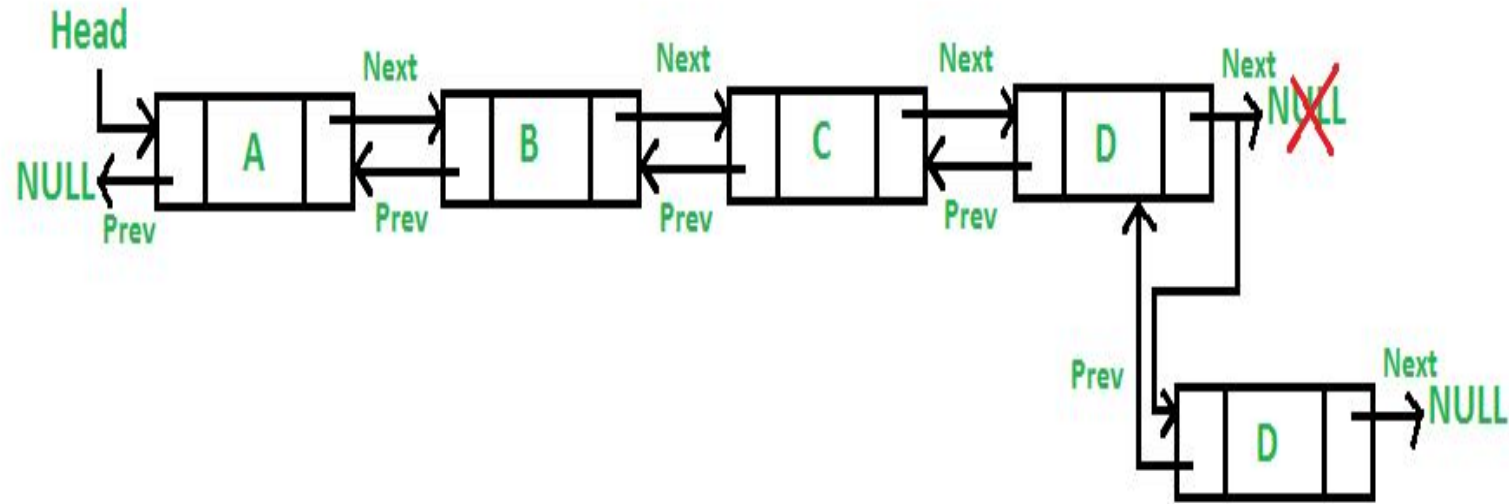 Head
Next Next Next Next
A B C D NULL
NULL
Prev Prev Prev Prev
Prev Next
D NULL